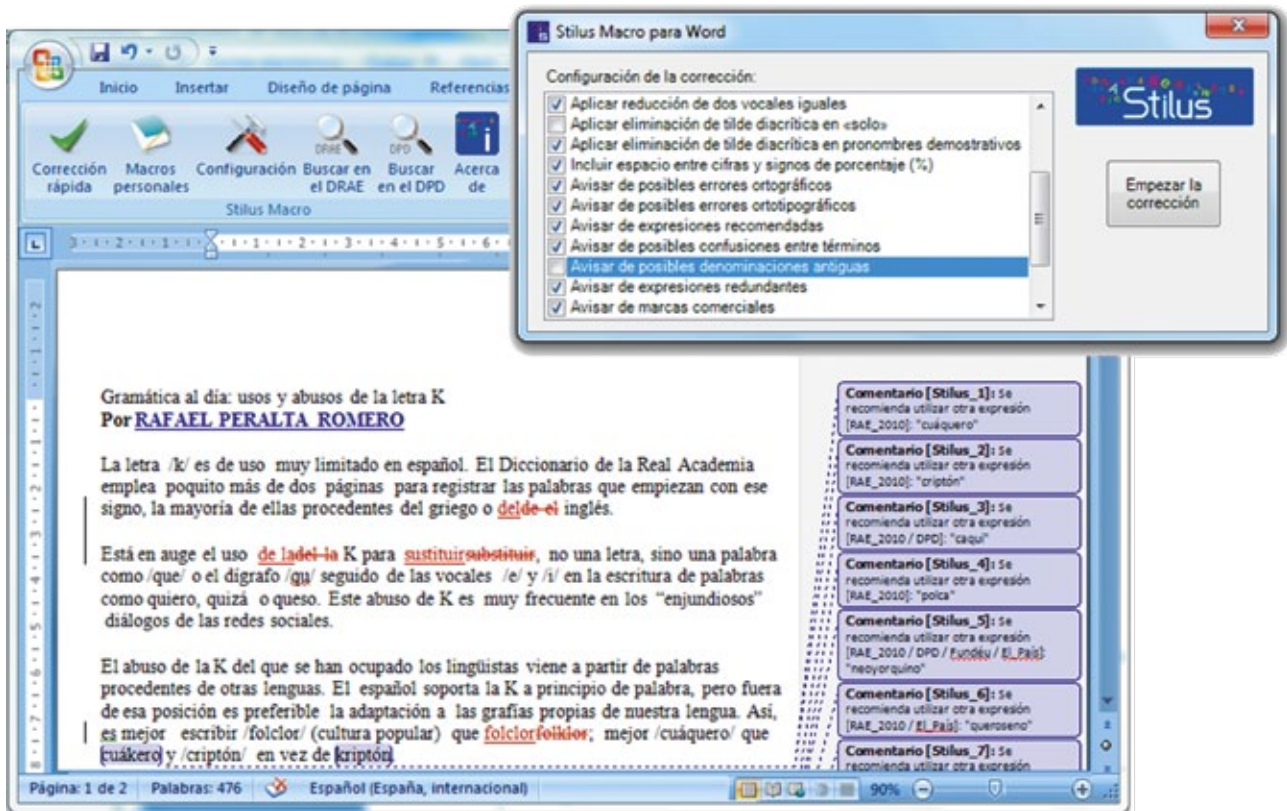 Stilus Macro para Word
Configuración de la corrección:
Aplicar reducción de dos vocales iguales
Aplicar eliminación de tilde diacrítica en «solo»
Aplicar eliminación de tilde diacrítica en pronombres demostrativos
Incluir espacio entre cifras y signos de porcentaje (%)
Avisar de posibles errores ortográficos
Avisar de posibles errores ortotipográficos
Avisar de expresiones recomendadas
Avisar de posibles confusiones entre términos
Avisar de posibles denominaciones antiguas
Avisar de expresiones redundantes
Avisar de marcas comerciales
Stilus
Empezar la
corrección
Inicio Insertar Diseño de página Referencias
Corrección
rápida
Macros
personales
Configuración
DRAE
Buscar en
el DRAE
DPD
Buscar
en el DPD
i
Acerca
de
Stilus Macro
L
3 · 2 · 1 · 1 · 2 · 3 · 4 · 5 · 6
Gramática al día: usos y abusos de la letra K
Por RAFAEL PERALTA ROMERO
La letra /k/ es de uso muy limitado en español. El Diccionario de la Real Academia
emplea poquito más de dos páginas para registrar las palabras que empiezan con ese
signo, la mayoría de ellas procedentes del griego o delde el inglés.
Está en auge el uso de ladel la K para sustituirsubstituir, no una letra, sino una palabra
como /que/ o el dígrafo /qu/ seguido de las vocales /e/ y /i/ en la escritura de palabras
como quiero, quizá o queso. Este abuso de K es muy frecuente en los “enjundiosos”
diálogos de las redes sociales.
El abuso de la K del que se han ocupado los lingüistas viene a partir de palabras
procedentes de otras lenguas. El español soporta la K a principio de palabra, pero fuera
de esa posición es preferible la adaptación a las grafías propias de nuestra lengua. Así,
es mejor escribir /folclor/ (cultura popular) que folclorfolklor; mejor /cuáquero/ que
cuákero y /criptón/ en vez de kriptón.
Comentario [Stilus_1]: Se
recomienda utilizar otra expresión
[RAE_2010]: "cuáquero"
Comentario [Stilus_2]: Se
recomienda utilizar otra expresión
[RAE_2010]: "criptón"
Comentario [Stilus_3]: Se
recomienda utilizar otra expresión
[RAE_2010 / DPD]: "caqui"
Comentario [Stilus_4]: Se
recomienda utilizar otra expresión
[RAE_2010]: "polca"
Comentario [Stilus_5]: Se
recomienda utilizar otra expresión
[RAE_2010 / DPD / Fundéu / El_País]:
"neoyorquino"
Comentario [Stilus_6]: Se
recomienda utilizar otra expresión
[RAE_2010 / El_País]: "queroseno"
Comentario [Stilus_7]: Se
recomienda utilizar otra expresión
Página: 1 de 2 Palabras: 476 Español (España, internacional) 90%